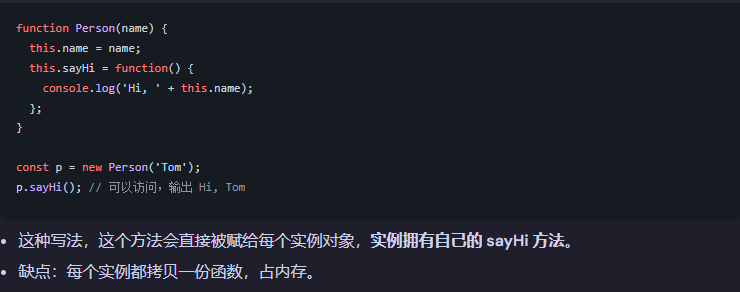 function Person(name) {
  this.name = name;
  this.sayHi = function() {
    console.log('Hi, ' + this.name);
  };
}

const p = new Person('Tom');
p.sayHi(); // 可以访问，输出 Hi, Tom

• 这种写法，这个方法会直接被赋给每个实例对象，实例拥有自己的 sayHi 方法。
• 缺点：每个实例都拷贝一份函数，占内存。